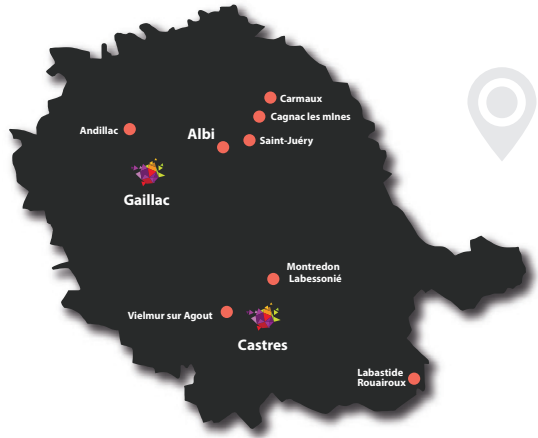 Carmaux
Cagnac les mInes
Andillac
Albi
Saint-Juéry
Gaillac
Montredon
Labessonié
Vielmur sur Agout
Castres
Labastide
Rouairoux